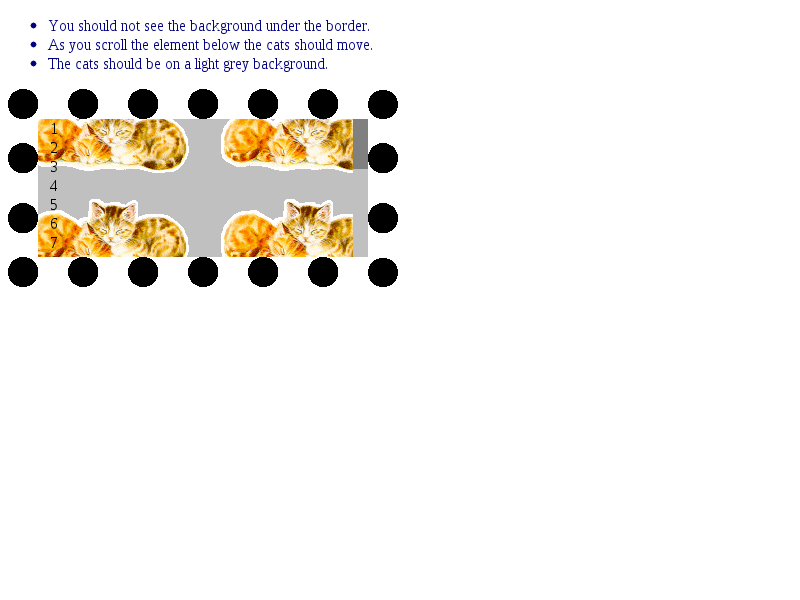 You should not see the background under the border.
As you scroll the element below the cats should move.
The cats should be on a light grey background.
1
2
3
4
5
6
7